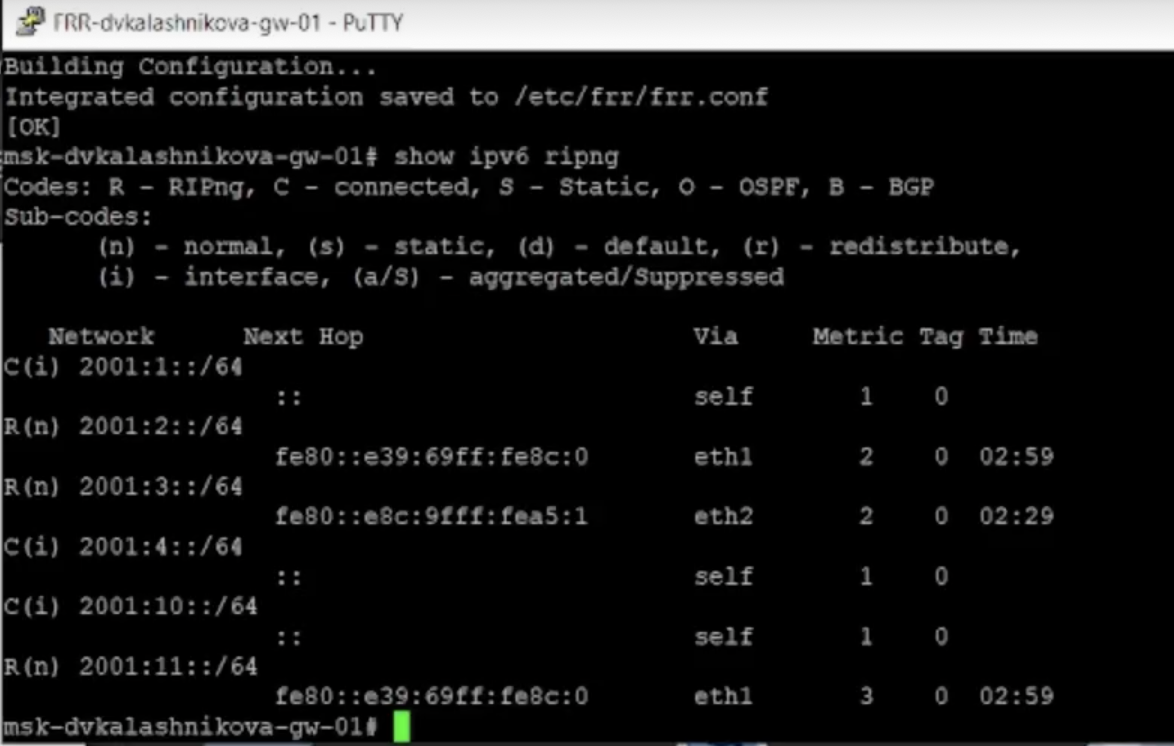 FRR-dvkalashnikova-gw-01 - PuTTY
Building Configuration...
Integrated configuration saved to /etc/frr/frr.conf
[OK]
msk-dvkalashnikova-gw-01# show ipv6 ripng
Codes: R - RIPng, C - connected, S - Static, O - OSPF, B - BGP
Sub-codes:
      (n) - normal, (s) - static, (d) - default, (r) - redistribute,
      (i) - interface, (a/S) - aggregated/Suppressed
   Network      Next Hop                      Via     Metric Tag Time
C(i) 2001:1::/64
                  ::                          self       1    0
R(n) 2001:2::/64
                  fe80::e39:69ff:fe8c:0       eth1       2    0  02:59
R(n) 2001:3::/64
                  fe80::e8c:9fff:fea5:1       eth2       2    0  02:29
C(i) 2001:4::/64
                  ::                          self       1    0
C(i) 2001:10::/64
                  ::                          self       1    0
R(n) 2001:11::/64
                  fe80::e39:69ff:fe8c:0       eth1       3    0  02:59
msk-dvkalashnikova-gw-01#